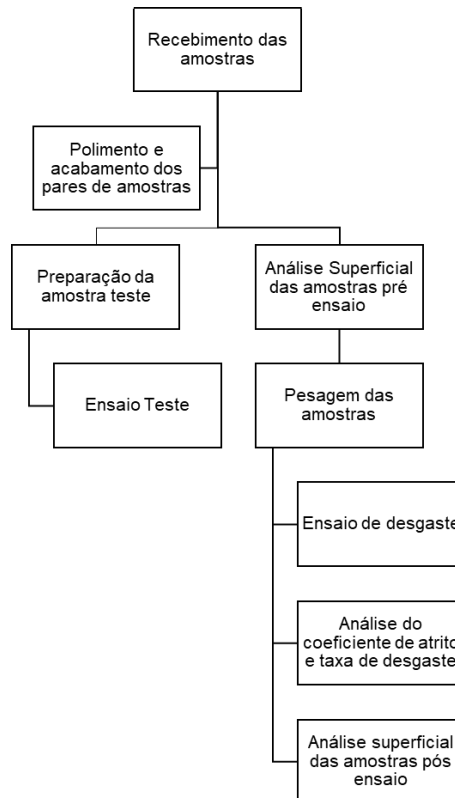 Recebimento das
amostras
Polimento e
acabamento dos
pares de amostras
Preparação da
amostra teste
Análise Superficial
das amostras pré
ensaio
Ensaio Teste
Pesagem das
amostras
Ensaio de desgaste
Análise do
coeficiente de atrito
e taxa de desgaste
Análise superficial
das amostras pós
ensaio